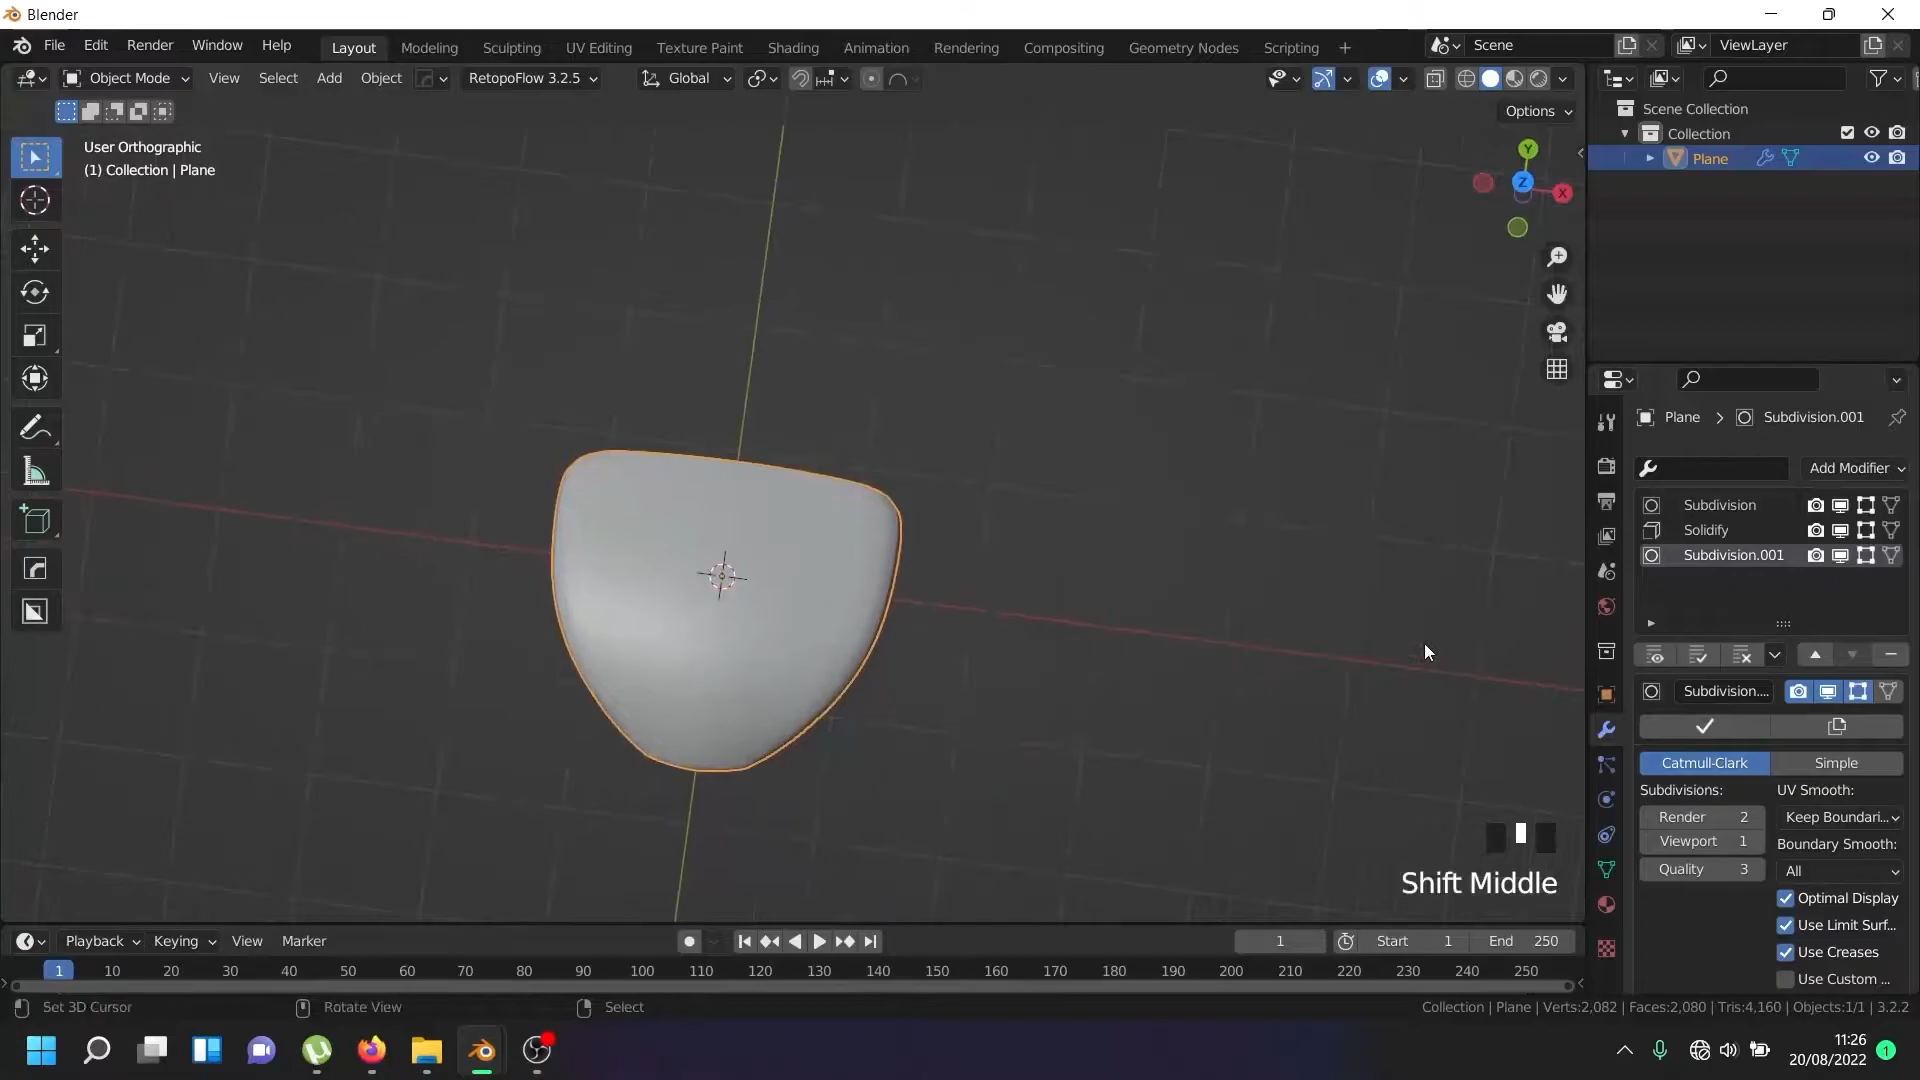 Blender
File Edit Render Window Help Layout Modeling Sculpting UV Editing Texture Paint Shading Animation Rendering Compositing Geometry Nodes Scripting + Scene ViewLayer
Object Mode View Select Add Object RetopoFlow 3.2.5 Global
Options
User Orthographic
(1) Collection | Plane
Y
Z
X
Scene Collection
Collection
Plane
Plane > Subdivision.001
Add Modifier
Subdivision
Solidify
Subdivision.001
Subdivision....
Catmull-Clark Simple
Subdivisions: UV Smooth:
Render 2 Keep Boundari...
Viewport 1 Boundary Smooth:
Quality 3 All
Optimal Display
Use Limit Surf...
Use Creases
Use Custom ...
Shift Middle
Playback Keying View Marker 1 Start 1 End 250
1 10 20 30 40 50 60 70 80 90 100 110 120 130 140 150 160 170 180 190 200 210 220 230 240 250
Set 3D Cursor Rotate View Select Collection | Plane | Verts:2,082 | Faces:2,080 | Tris:4,160 | Objects:1/1 | 3.2.2
11:26
20/08/2022
1